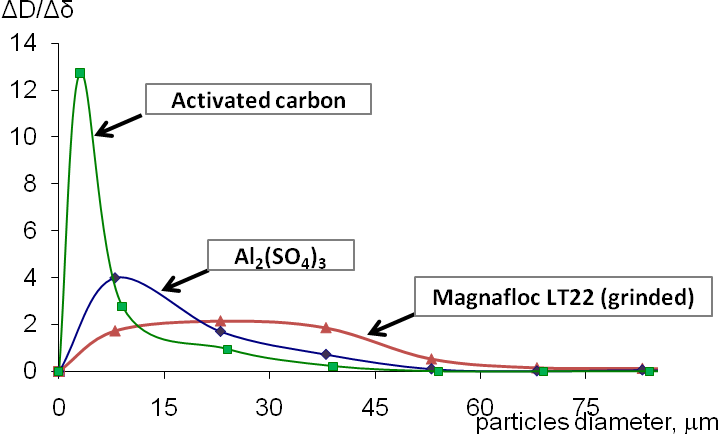 ΔD/Δδ
14
12
10
8
6
4
2
0
Activated carbon
Al₂(SO₄)₃
Magnafloc LT22 (grinded)
0 15 30 45 60 75
particles diameter, μm